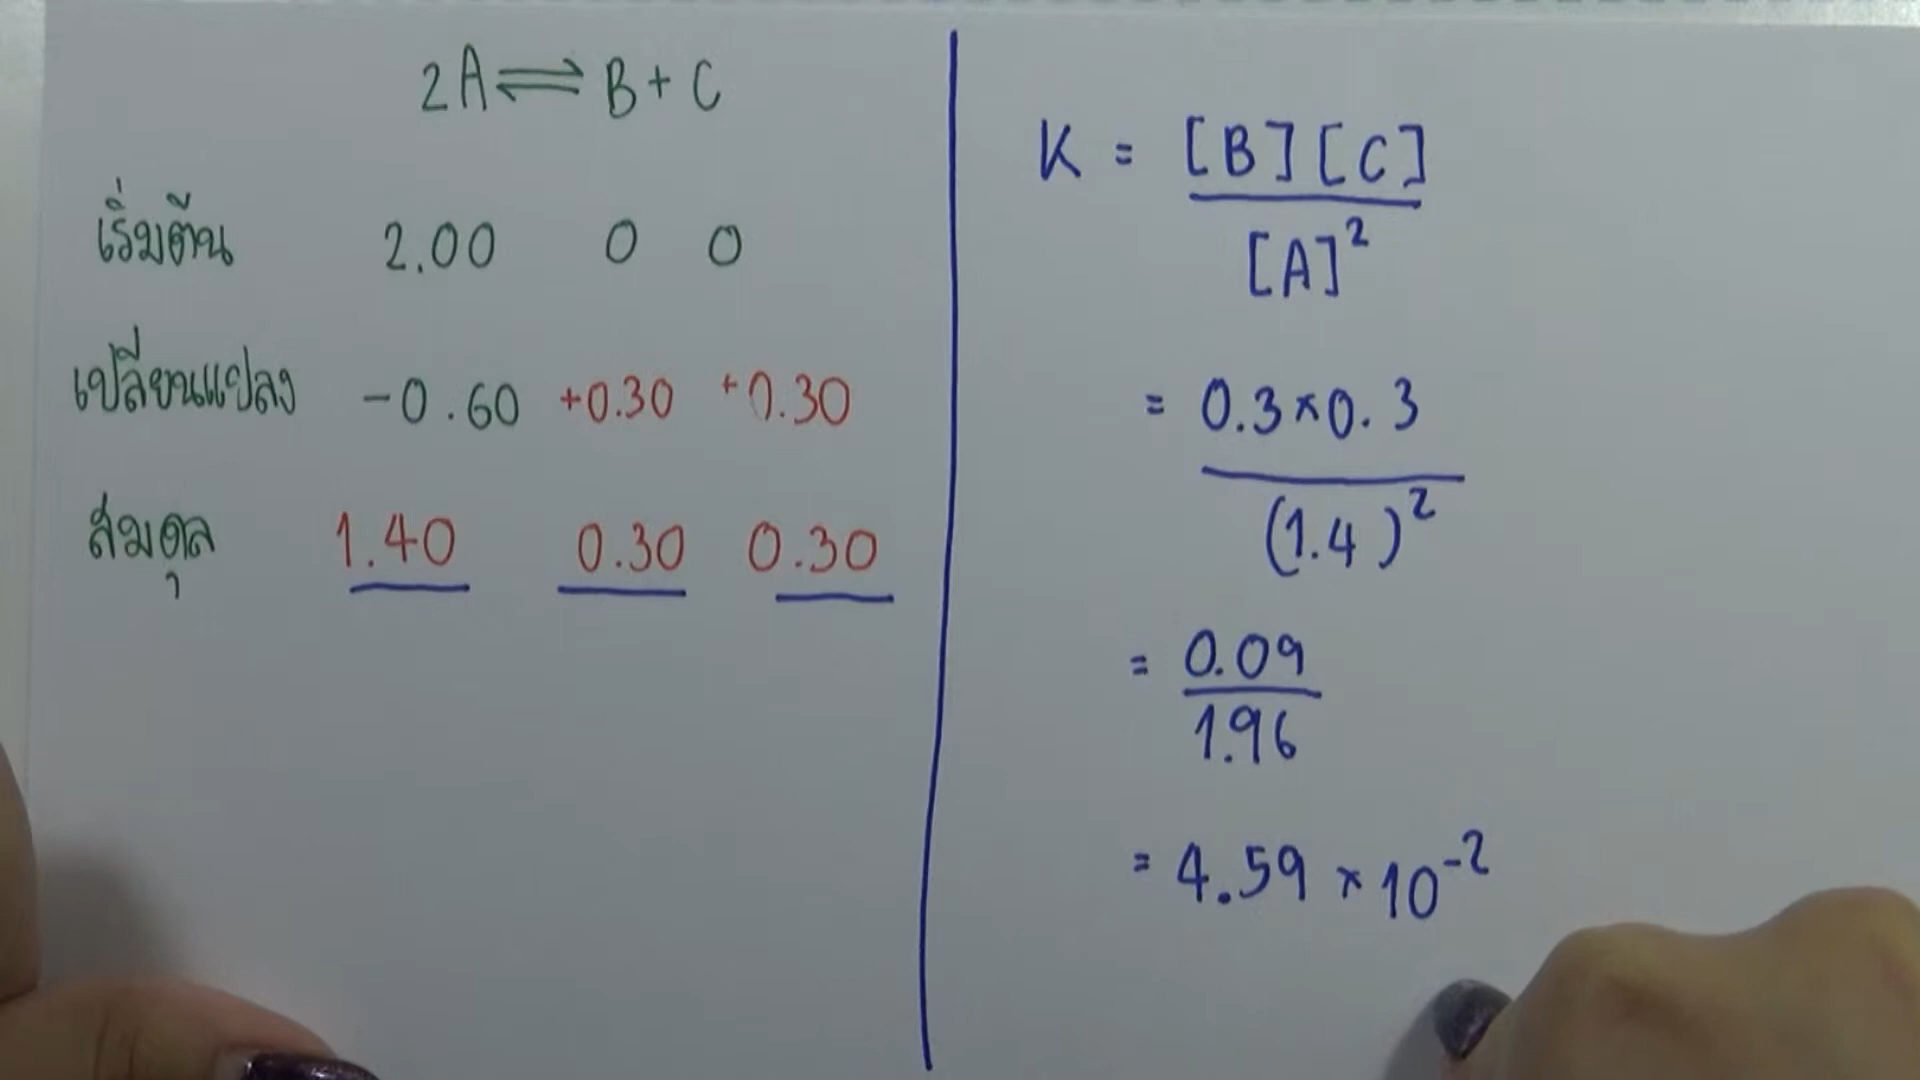 2A ⇌ B + C
เริ่มต้น 2.00 0 0
เปลี่ยนแปลง -0.60 +0.30 +0.30
สมดุล 1.40 0.30 0.30
K = [B][C]
[A]²
= 0.3×0.3
(1.4)²
= 0.09
1.96
= 4.59 × 10⁻²